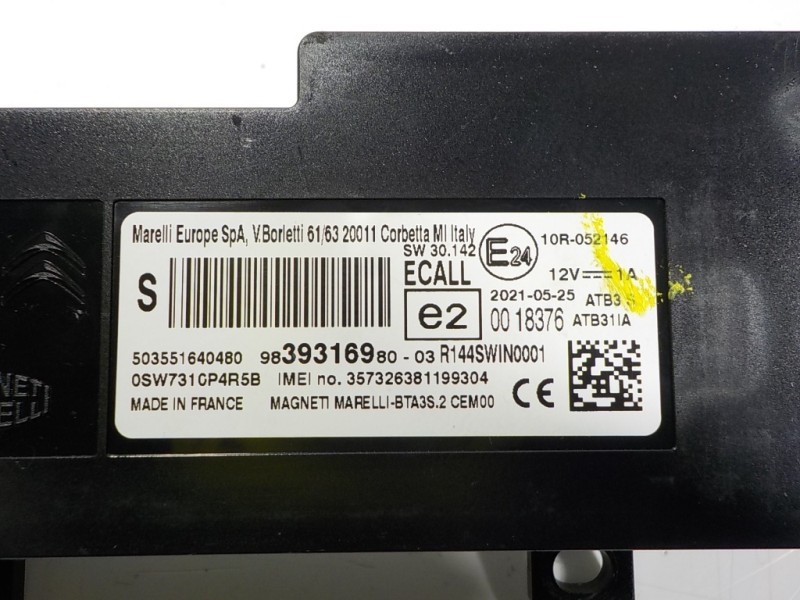 Marelli Europe SpA, V.Borletti 61/63 20011 Corbetta MI Italy
SW 30.142
E24
10R-052146
S
ECALL
12V 1A
e2
2021-05-25
ATB3
00 18376
ATB31IA
503551640480
9839316980-03 R144SWIN0001
IMEI no. 357326381199304
MADE IN FRANCE
MAGNETI MARELLI-BTA3S.2 CEM00
CE
MAGNETI
MARELLI